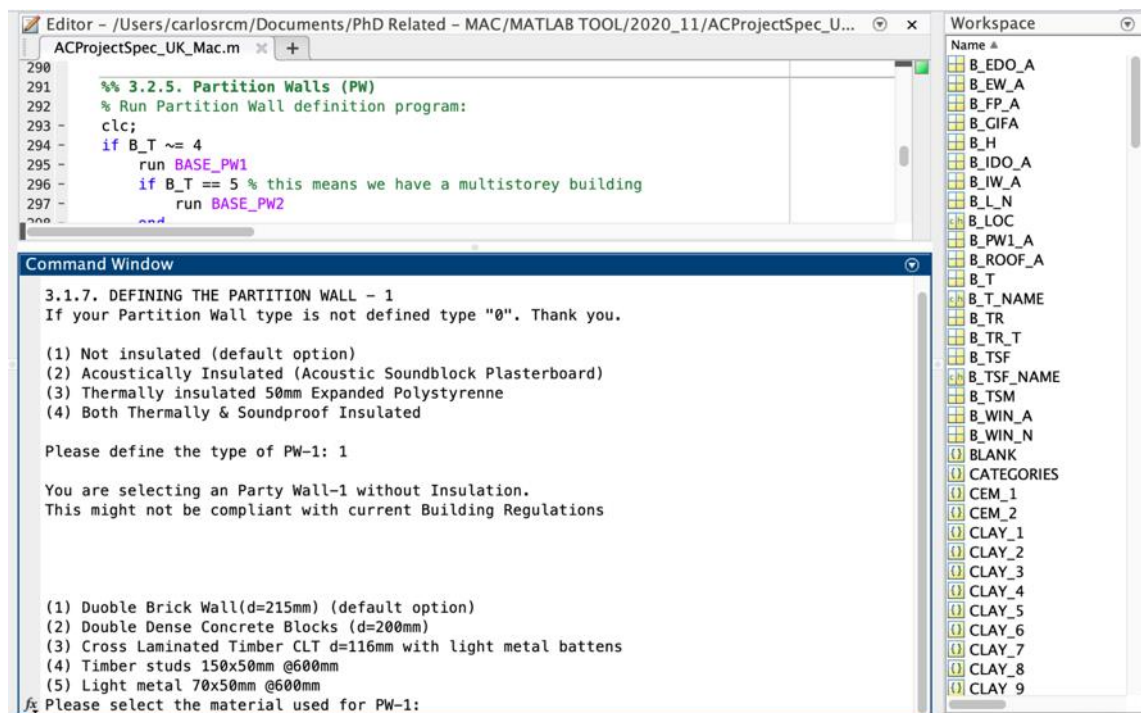 Editor - /Users/carlosrcm/Documents/PhD Related - MAC/MATLAB TOOL/2020_11/ACProjectSpec_U...
ACProjectSpec_UK_Mac.m × +
290
291 %% 3.2.5. Partition Walls (PW)
292 % Run Partition Wall definition program:
293 - clc;
294 - if B_T ~= 4
295 - run BASE_PW1
296 - if B_T == 5 % this means we have a multistorey building
297 - run BASE_PW2
298 - end
Command Window
3.1.7. DEFINING THE PARTITION WALL - 1
If your Partition Wall type is not defined type "0". Thank you.
(1) Not insulated (default option)
(2) Acoustically Insulated (Acoustic Soundblock Plasterboard)
(3) Thermally insulated 50mm Expanded Polystyrenne
(4) Both Thermally & Soundproof Insulated
Please define the type of PW-1: 1
You are selecting an Party Wall-1 without Insulation.
This might not be compliant with current Building Regulations
(1) Duoble Brick Wall(d=215mm) (default option)
(2) Double Dense Concrete Blocks (d=200mm)
(3) Cross Laminated Timber CLT d=116mm with light metal battens
(4) Timber studs 150x50mm @600mm
(5) Light metal 70x50mm @600mm
fx Please select the material used for PW-1:
Workspace
Name
B_EDO_A
B_EW_A
B_FP_A
B_GIFA
B_H
B_IDO_A
B_IW_A
B_L_N
B_LOC
B_PW1_A
B_ROOF_A
B_T
B_T_NAME
B_TR
B_TR_T
B_TSF
B_TSF_NAME
B_TSM
B_WIN_A
B_WIN_N
BLANK
CATEGORIES
CEM_1
CEM_2
CLAY_1
CLAY_2
CLAY_3
CLAY_4
CLAY_5
CLAY_6
CLAY_7
CLAY_8
CLAY_9